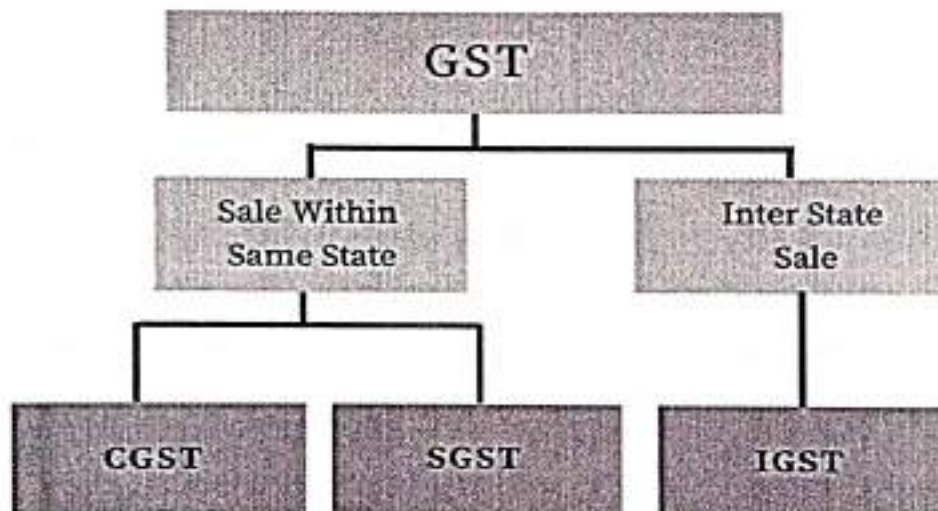 GST
Sale Within
Same State
Inter State
Sale
CGST
SGST
IGST